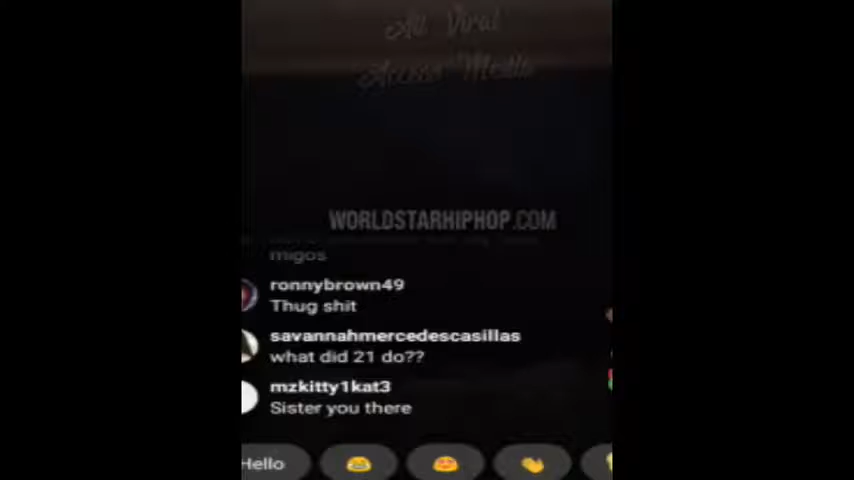 All Viral
Access Media
WORLDSTARHIPHOP.COM
migos
ronnybrown49
Thug shit
savannahmercedescasillas
what did 21 do??
mzkitty1kat3
Sister you there
Hello